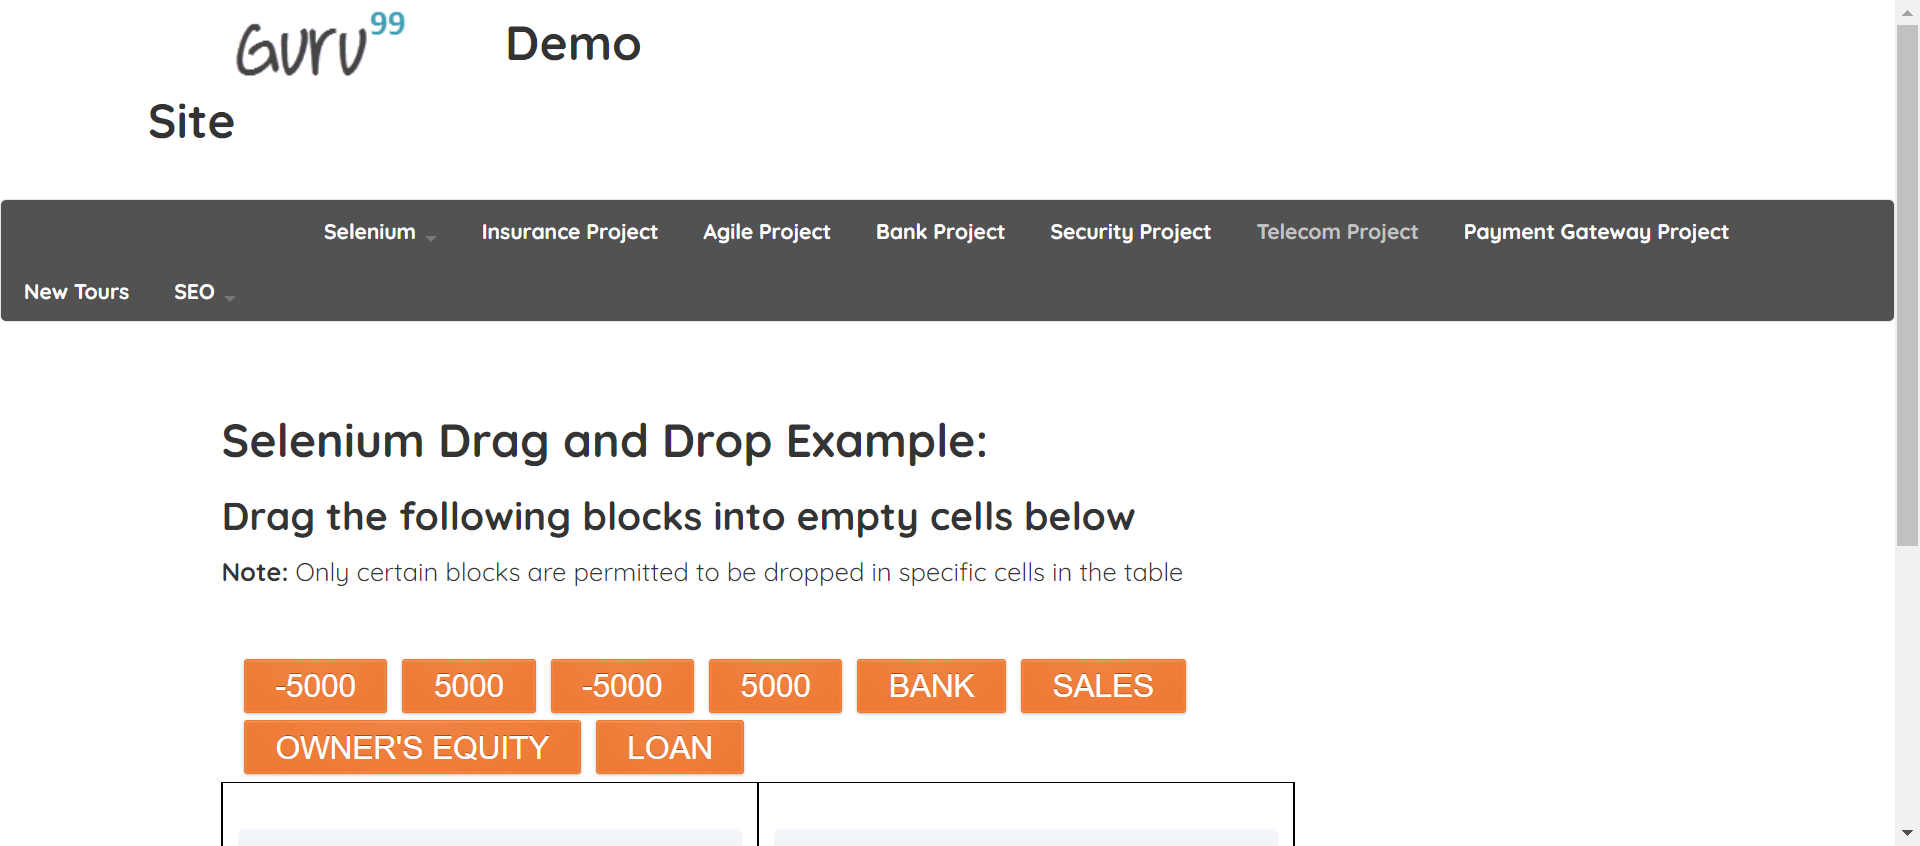 Guru99 Demo
Site
Selenium Insurance Project Agile Project Bank Project Security Project Telecom Project Payment Gateway Project
New Tours SEO
Selenium Drag and Drop Example:
Drag the following blocks into empty cells below
Note: Only certain blocks are permitted to be dropped in specific cells in the table
-5000 5000 -5000 5000 BANK SALES
OWNER'S EQUITY LOAN